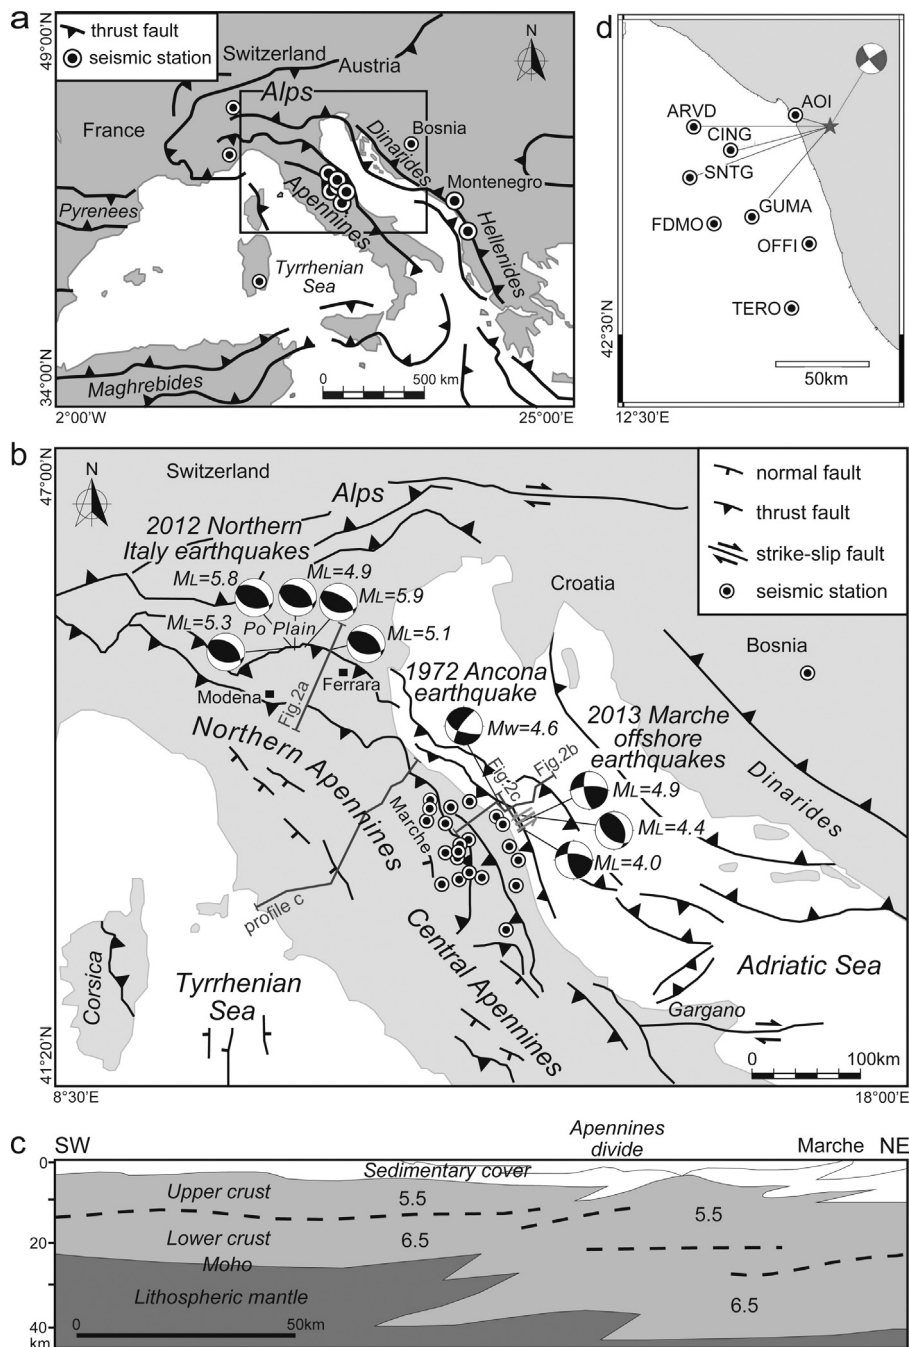 a
thrust fault
seismic station
49°00'N
34°00'N
2°00'W
25°00'E
N
Switzerland
Austria
Alps
France
Bosnia
Dinarides
Montenegro
Apennines
Hellenides
Pyrenees
Tyrrhenian
Sea
Maghrebides
0 500 km
d
ARVD
AOI
CING
SNTG
GUMA
FDMO
OFFI
TERO
50km
42°30'N
12°30'E
b
47°00'N
41°20'N
8°30'E
18°00'E
N
Switzerland
Alps
normal fault
thrust fault
strike-slip fault
seismic station
2012 Northern
Italy earthquakes
ML=5.8
ML=4.9
ML=5.9
ML=5.3
ML=5.1
Po Plain
Croatia
Bosnia
Modena
Ferrara
Fig.2a
1972 Ancona
earthquake
Mw=4.6
2013 Marche
offshore
earthquakes
Fig.2b
Fig.2c
ML=4.9
ML=4.4
ML=4.0
Dinarides
Northern Apennines
Marche
profile c
Central Apennines
Corsica
Tyrrhenian
Sea
Adriatic Sea
Gargano
0 100km
c
SW
Apennines
divide
Marche
NE
0
20
40
km
Sedimentary cover
Upper crust
5.5
5.5
Lower crust
6.5
Moho
Lithospheric mantle
6.5
0 50km